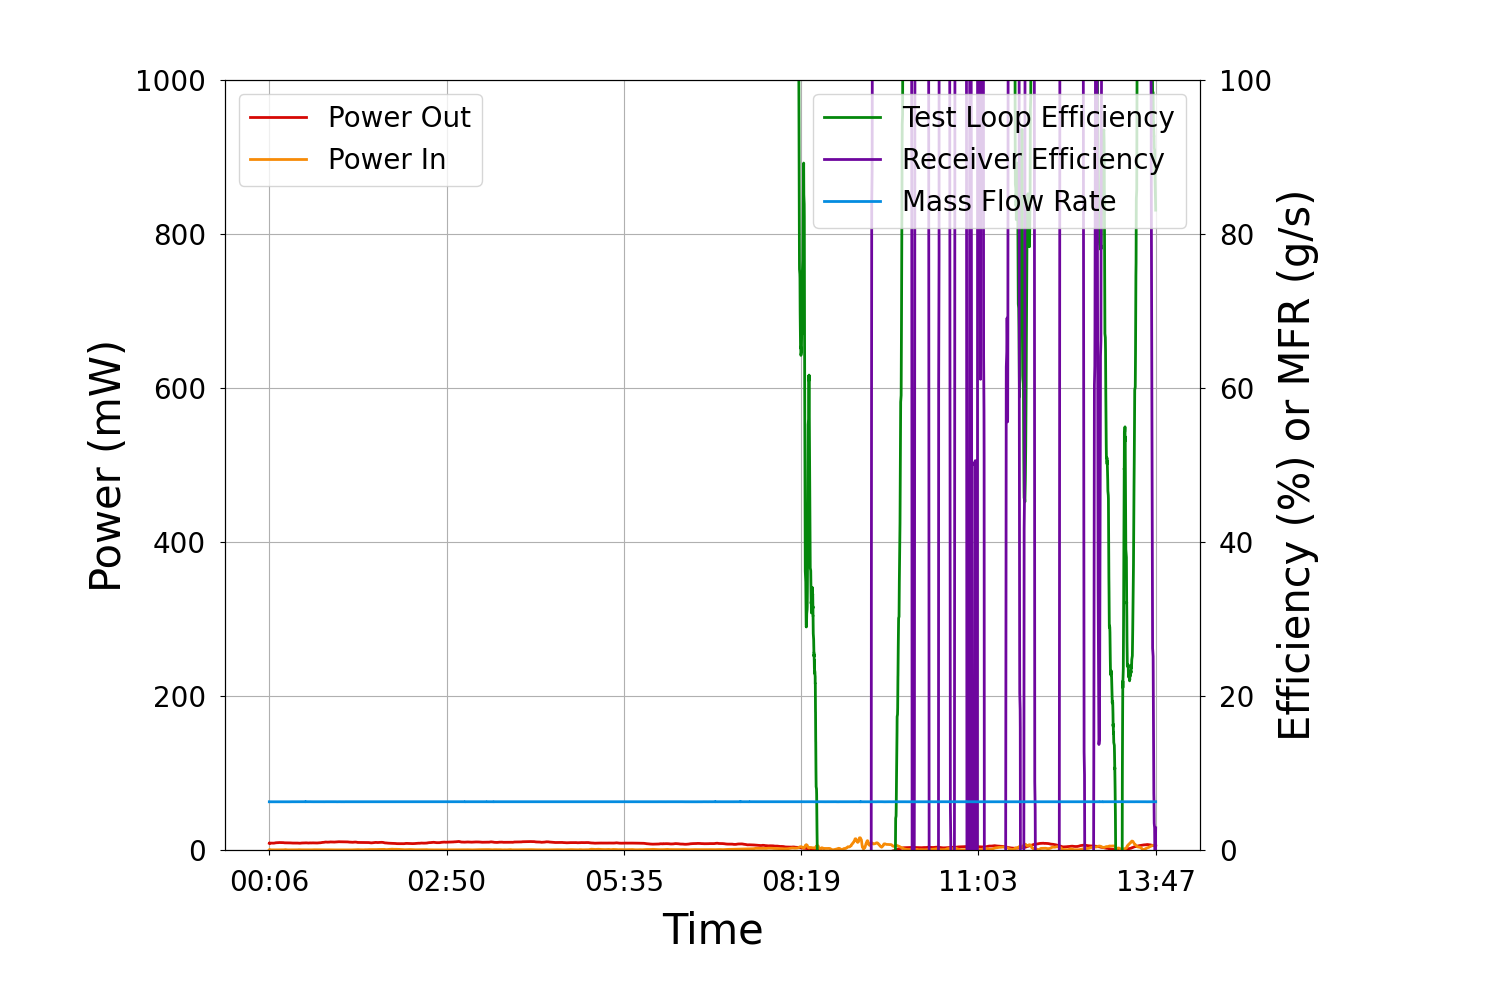 1000
800
600
400
200
0
Power (mW)
Power Out
Power In
Test Loop Efficiency
Receiver Efficiency
Mass Flow Rate
100
80
60
40
20
0
Efficiency (%) or MFR (g/s)
00:06 02:50 05:35 08:19 11:03 13:47
Time